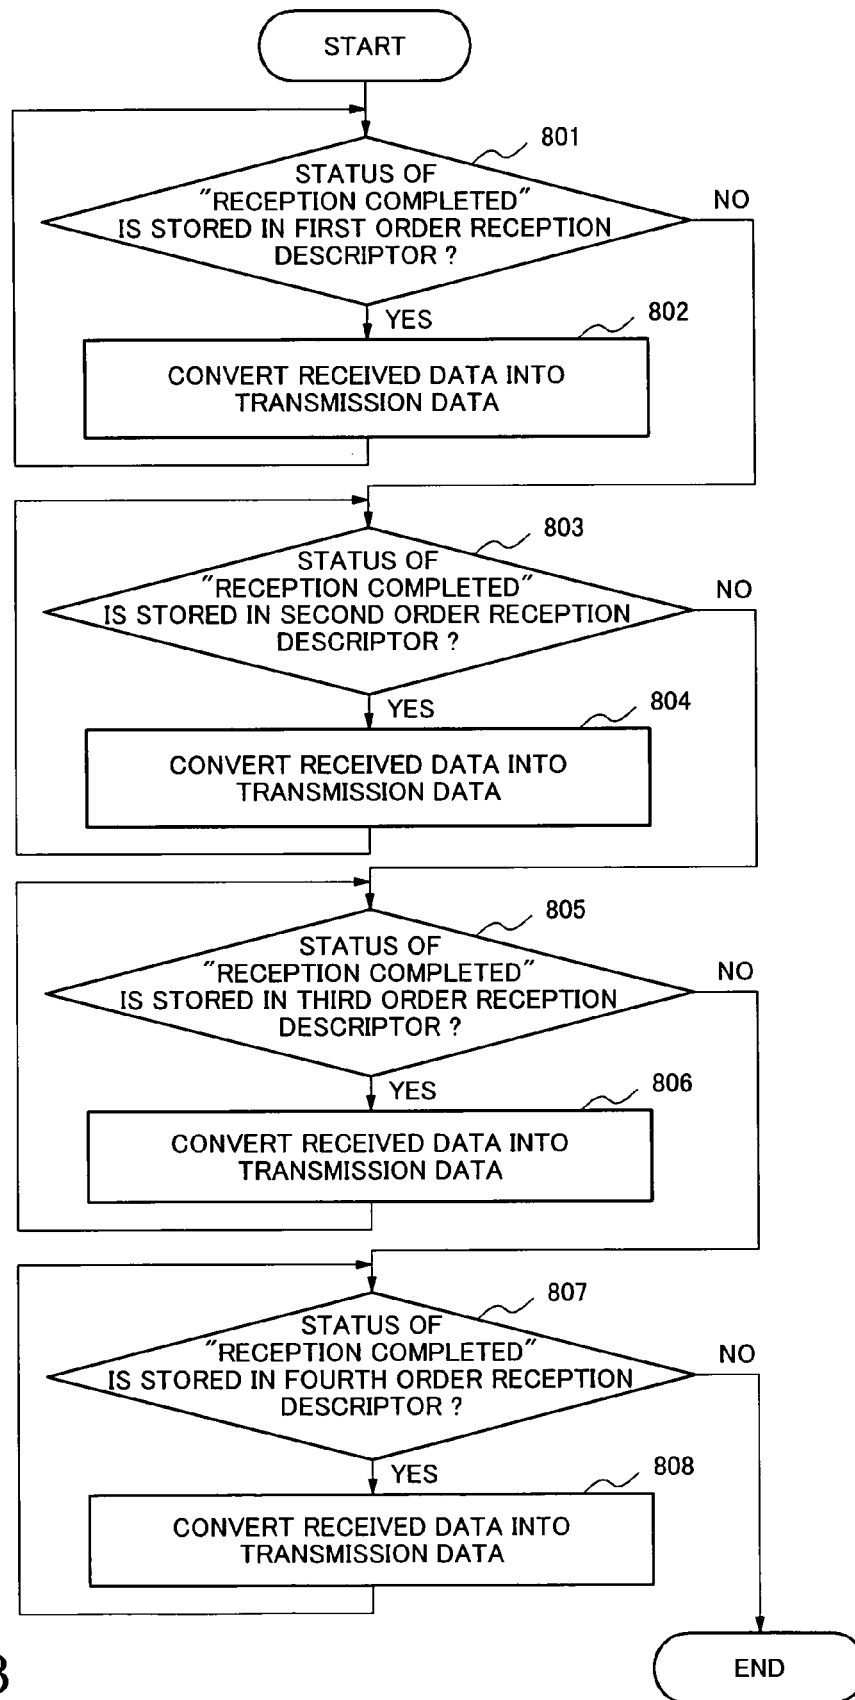 START
801
STATUS OF
"RECEPTION COMPLETED"
IS STORED IN FIRST ORDER RECEPTION
DESCRIPTOR ?
NO
YES
802
CONVERT RECEIVED DATA INTO
TRANSMISSION DATA
803
STATUS OF
"RECEPTION COMPLETED"
IS STORED IN SECOND ORDER RECEPTION
DESCRIPTOR ?
NO
YES
804
CONVERT RECEIVED DATA INTO
TRANSMISSION DATA
805
STATUS OF
"RECEPTION COMPLETED"
IS STORED IN THIRD ORDER RECEPTION
DESCRIPTOR ?
NO
YES
806
CONVERT RECEIVED DATA INTO
TRANSMISSION DATA
807
STATUS OF
"RECEPTION COMPLETED"
IS STORED IN FOURTH ORDER RECEPTION
DESCRIPTOR ?
NO
YES
808
CONVERT RECEIVED DATA INTO
TRANSMISSION DATA
END